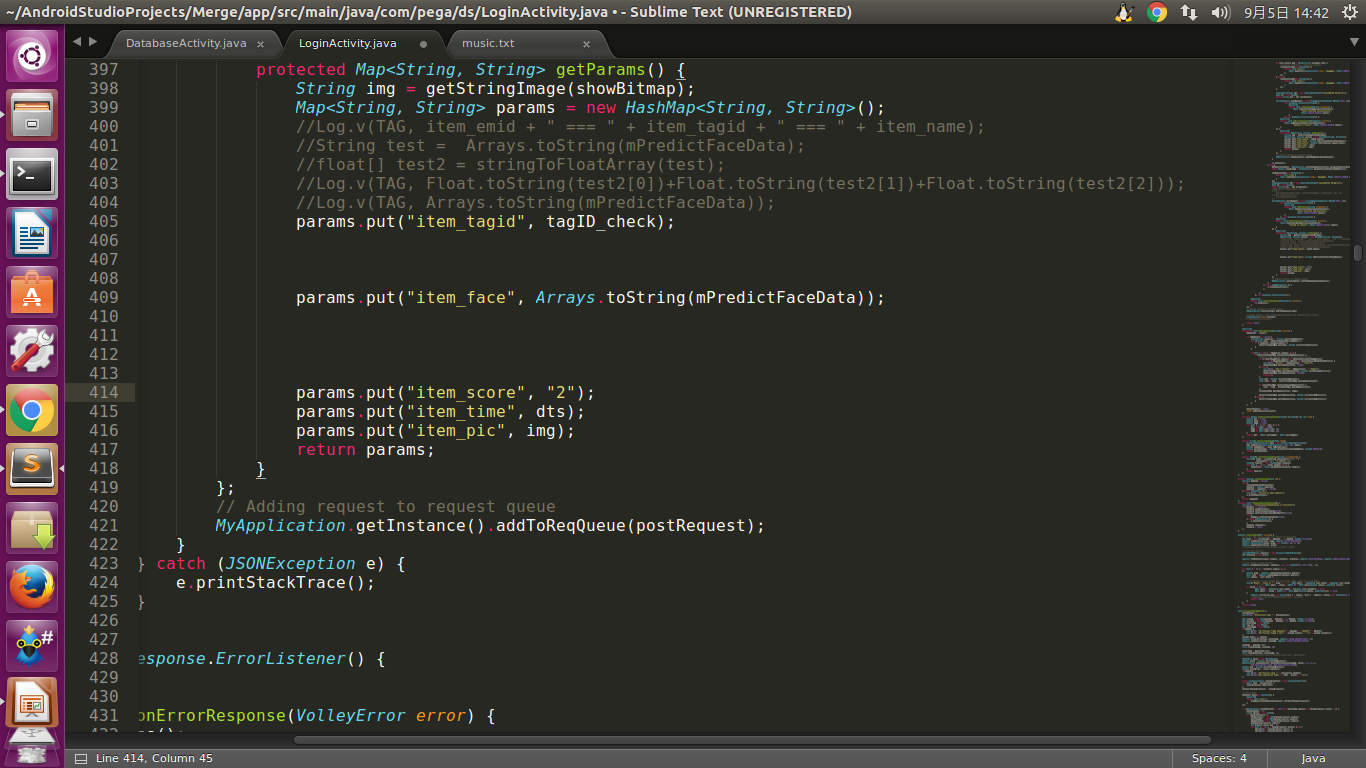 ~/AndroidStudioProjects/Merge/app/src/main/java/com/pega/ds/LoginActivity.java • - Sublime Text (UNREGISTERED)
9月5日 14:42
DatabaseActivity.java ×
LoginActivity.java
music.txt ×
397 protected Map<String, String> getParams() {
398 String img = getStringImage(showBitmap);
399 Map<String, String> params = new HashMap<String, String>();
400 //Log.v(TAG, item_emid + " === " + item_tagid + " === " + item_name);
401 //String test =  Arrays.toString(mPredictFaceData);
402 //float[] test2 = stringToFloatArray(test);
403 //Log.v(TAG, Float.toString(test2[0])+Float.toString(test2[1])+Float.toString(test2[2]));
404 //Log.v(TAG, Arrays.toString(mPredictFaceData));
405 params.put("item_tagid", tagID_check);
406
407
408
409 params.put("item_face", Arrays.toString(mPredictFaceData));
410
411
412
413
414 params.put("item_score", "2");
415 params.put("item_time", dts);
416 params.put("item_pic", img);
417 return params;
418 }
419 };
420 // Adding request to request queue
421 MyApplication.getInstance().addToReqQueue(postRequest);
422 }
423 } catch (JSONException e) {
424 e.printStackTrace();
425 }
426
427
428 esponse.ErrorListener() {
429
430
431 onErrorResponse(VolleyError error) {
Line 414, Column 45
Spaces: 4
Java